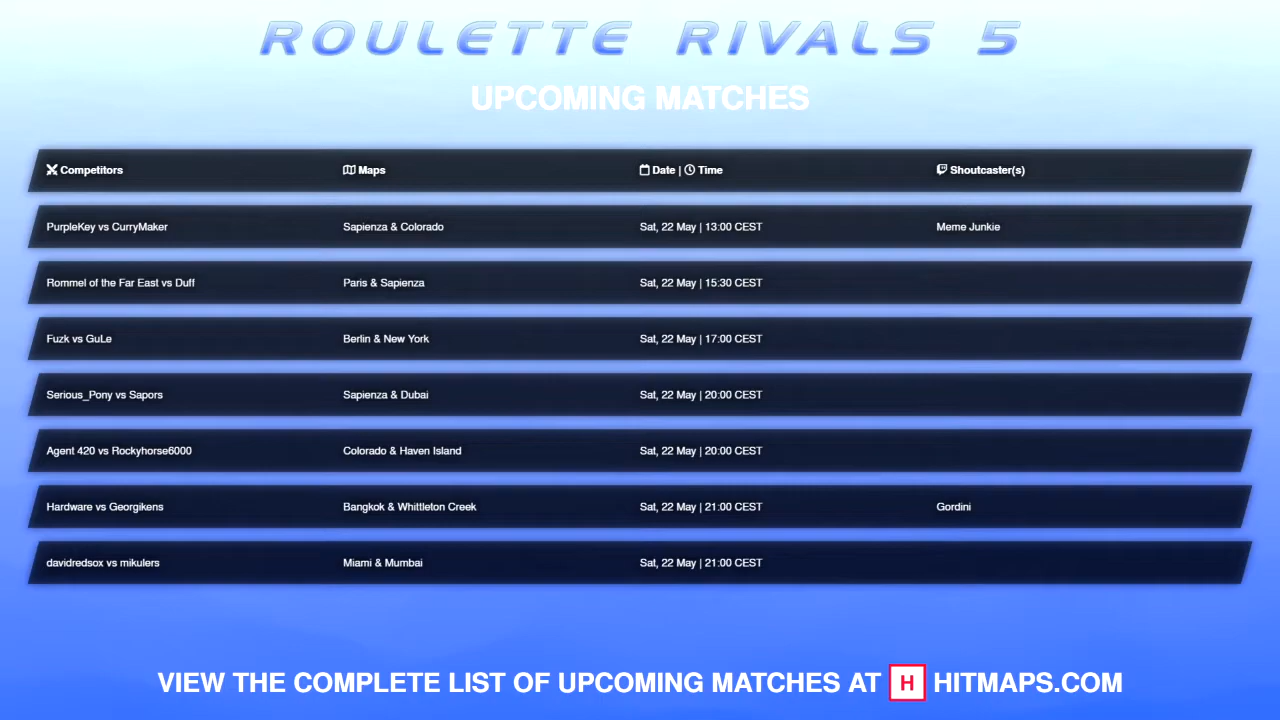 ROULETTE RIVALS 5
UPCOMING MATCHES
Competitors Maps Date | Time Shoutcaster(s)
PurpleKey vs CurryMaker Sapienza & Colorado Sat, 22 May | 13:00 CEST Meme Junkie
Rommel of the Far East vs Duff Paris & Sapienza Sat, 22 May | 15:30 CEST
Fuzk vs GuLe Berlin & New York Sat, 22 May | 17:00 CEST
Serious_Pony vs Sapors Sapienza & Dubai Sat, 22 May | 20:00 CEST
Agent 420 vs Rockyhorse6000 Colorado & Haven Island Sat, 22 May | 20:00 CEST
Hardware vs Georgikens Bangkok & Whittleton Creek Sat, 22 May | 21:00 CEST Gordini
davidredsox vs mikulers Miami & Mumbai Sat, 22 May | 21:00 CEST
VIEW THE COMPLETE LIST OF UPCOMING MATCHES AT H HITMAPS.COM